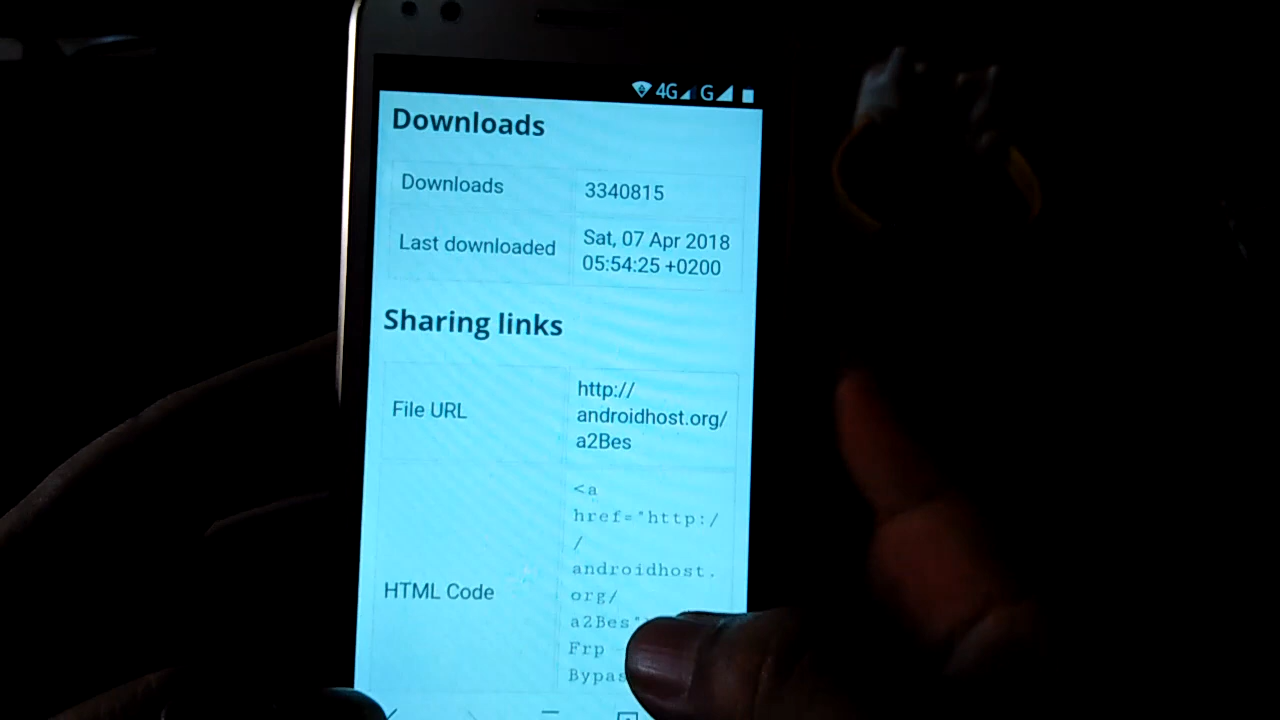 4G G
Downloads
Downloads
3340815
Last downloaded
Sat, 07 Apr 2018
05:54:25 +0200
Sharing links
File URL
http://
androidhost.org/
a2Bes
HTML Code
<a
href="http:/
/
androidhost.
org/
a2Bes"
Frp
Bypas